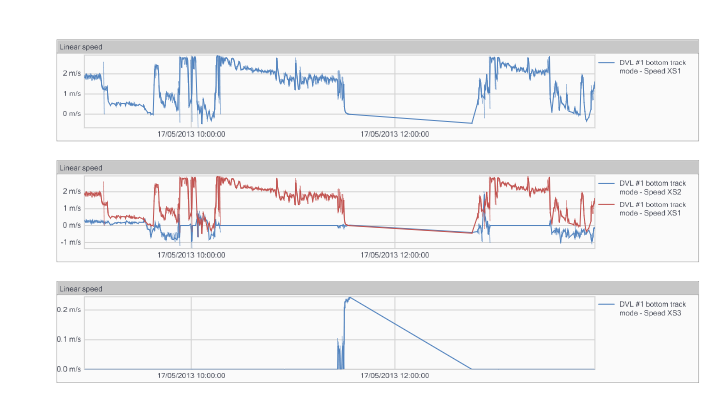 Linear speed
2 m/s
1 m/s
0 m/s
17/05/2013 10:00:00
17/05/2013 12:00:00
DVL #1 bottom track
mode - Speed XS1
Linear speed
2 m/s
1 m/s
0 m/s
-1 m/s
17/05/2013 10:00:00
17/05/2013 12:00:00
DVL #1 bottom track
mode - Speed XS2
DVL #1 bottom track
mode - Speed XS1
Linear speed
0.2 m/s
0.1 m/s
0.0 m/s
17/05/2013 10:00:00
17/05/2013 12:00:00
DVL #1 bottom track
mode - Speed XS3